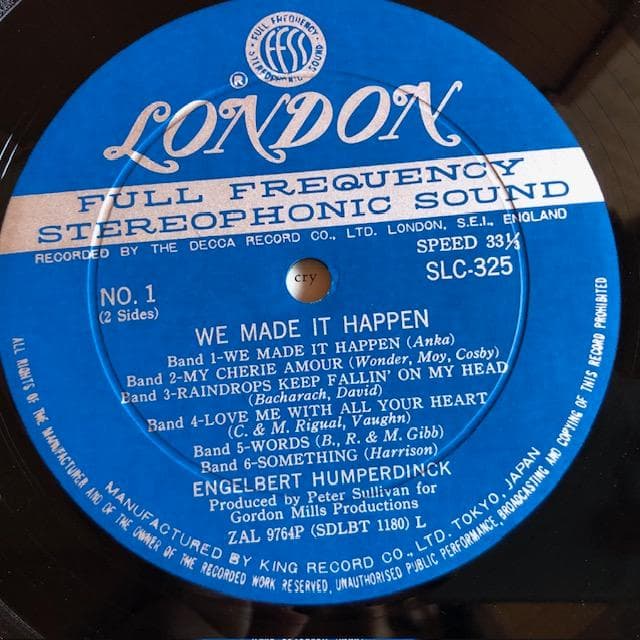 FULL FREQUENCY
FFSS
STEREOPHONIC SOUND
®
LONDON
FULL FREQUENCY
STEREOPHONIC SOUND
RECORDED BY THE DECCA RECORD CO., LTD. LONDON, S.E.I., ENGLAND
SPEED 33⅓
SLC-325
NO. 1
(2 Sides)
cry
WE MADE IT HAPPEN
Band 1-WE MADE IT HAPPEN (Anka)
Band 2-MY CHERIE AMOUR (Wonder, Moy, Cosby)
Band 3-RAINDROPS KEEP FALLIN' ON MY HEAD
(Bacharach, David)
Band 4-LOVE ME WITH ALL YOUR HEART
(C. & M. Rigual, Vaughn)
Band 5-WORDS (B., R. & M. Gibb)
Band 6-SOMETHING (Harrison)
ENGELBERT HUMPERDINCK
Produced by Peter Sullivan for
Gordon Mills Productions
ZAL 9764P (SDLBT 1180) L
MANUFACTURED BY KING RECORD CO., LTD. TOKYO, JAPAN
ALL RIGHTS OF THE MANUFACTURER AND OF THE OWNER OF THE RECORDED WORK RESERVED, UNAUTHORISED PUBLIC PERFORMANCE, BROADCASTING AND COPYING OF THIS RECORD PROHIBITED